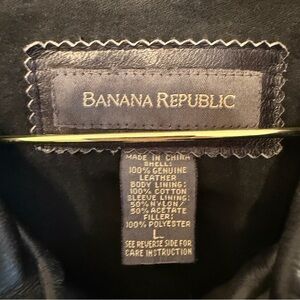 BANANA REPUBLIC
MADE IN CHINA
SHELL:
100% GENUINE
LEATHER
BODY LINING:
100% COTTON
SLEEVE LINING:
50% NYLON/
50% ACETATE
FILLER:
100% POLYESTER
L
SEE REVERSE SIDE FOR
CARE INSTRUCTION